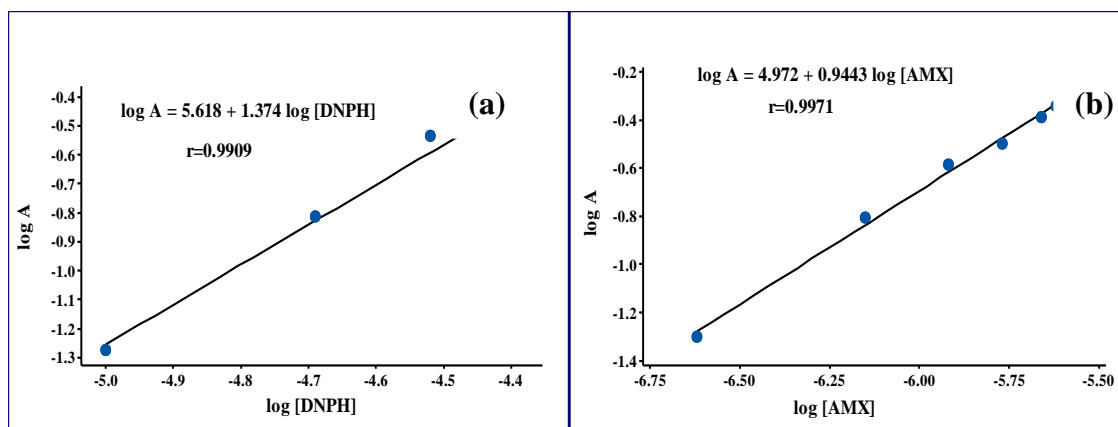 log A = 5.618 + 1.374 log [DNPH]
r=0.9909
(a)
log A
-0.4
-0.5
-0.6
-0.7
-0.8
-0.9
-1.0
-1.1
-1.2
-1.3
-5.0 -4.9 -4.8 -4.7 -4.6 -4.5 -4.4
log [DNPH]
log A = 4.972 + 0.9443 log [AMX]
r=0.9971
(b)
log A
-0.2
-0.4
-0.6
-0.8
-1.0
-1.2
-1.4
-6.75 -6.50 -6.25 -6.00 -5.75 -5.50
log [AMX]